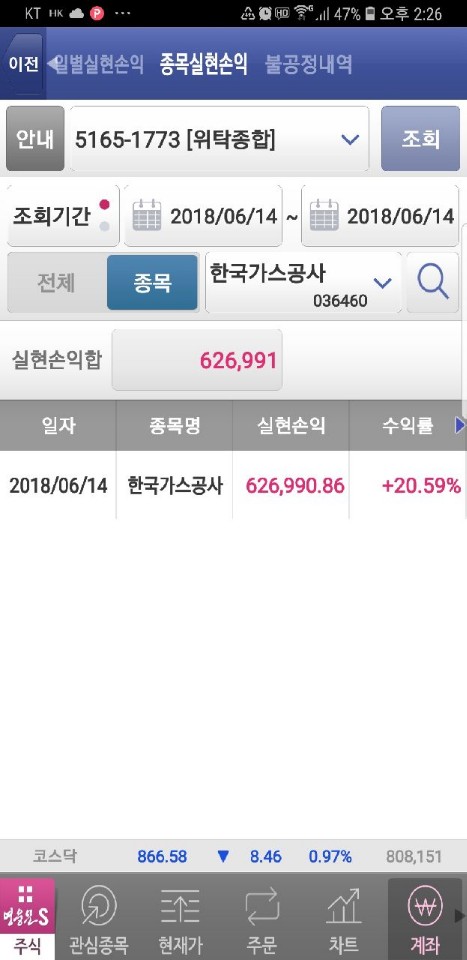 KT HK P ··· HD 47% 오후 2:26
이전 일별실현손익 종목실현손익 불공정내역
안내 5165-1773 [위탁종합] 조회
조회기간 2018/06/14 ~ 2018/06/14
전체 종목 한국가스공사
036460
실현손익합 626,991
일자 종목명 실현손익 수익률
2018/06/14 한국가스공사 626,990.86 +20.59%
코스닥 866.58 ▼ 8.46 0.97% 808,151
영웅문S
주식 관심종목 현재가 주문 차트 계좌